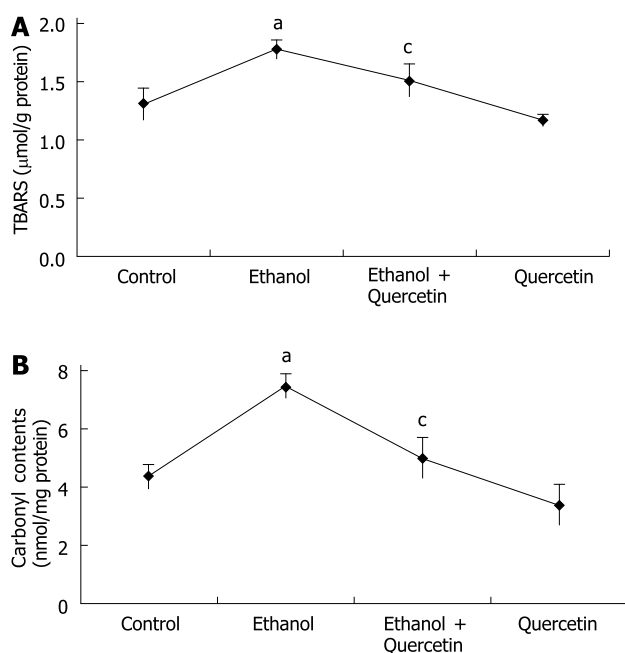 A
TBARS (μmol/g protein)
2.0
1.5
1.0
0.5
0.0
a
c
Control
Ethanol
Ethanol +
Quercetin
Quercetin
B
Carbonyl contents
(nmol/mg protein)
8
6
4
2
0
a
c
Control
Ethanol
Ethanol +
Quercetin
Quercetin